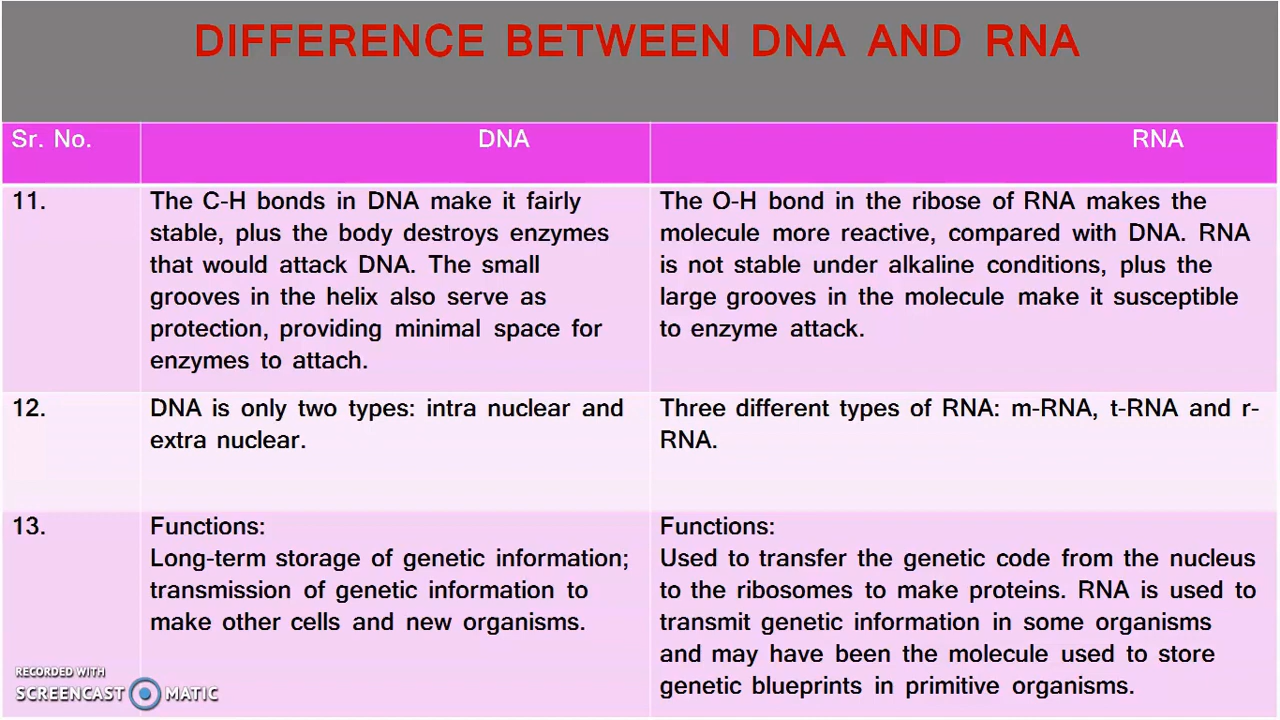 DIFFERENCE BETWEEN DNA AND RNA
Sr. No.
DNA
RNA
11.
The C-H bonds in DNA make it fairly
stable, plus the body destroys enzymes
that would attack DNA. The small
grooves in the helix also serve as
protection, providing minimal space for
enzymes to attach.
The O-H bond in the ribose of RNA makes the
molecule more reactive, compared with DNA. RNA
is not stable under alkaline conditions, plus the
large grooves in the molecule make it susceptible
to enzyme attack.
12.
DNA is only two types: intra nuclear and
extra nuclear.
Three different types of RNA: m-RNA, t-RNA and r-
RNA.
13.
Functions:
Long-term storage of genetic information;
transmission of genetic information to
make other cells and new organisms.
Functions:
Used to transfer the genetic code from the nucleus
to the ribosomes to make proteins. RNA is used to
transmit genetic information in some organisms
and may have been the molecule used to store
genetic blueprints in primitive organisms.
RECORDED WITH
SCREENCAST MATIC